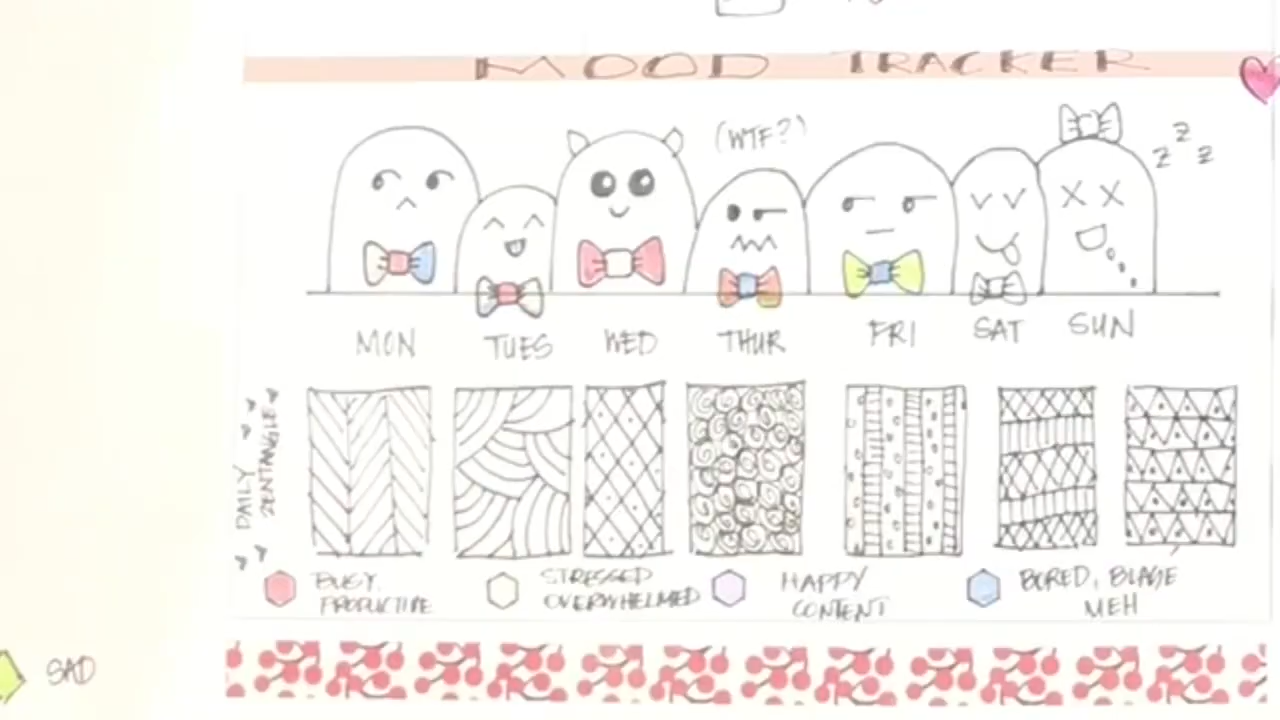 MOOD TRACKER
(WTF?)
z z z
MON TUES WED THUR FRI SAT SUN
DAILY
ZENTANGLE
BUSY,
PRODUCTIVE
STRESSED
OVERWHELMED
HAPPY
CONTENT
BORED, BLASE
MEH
SAD